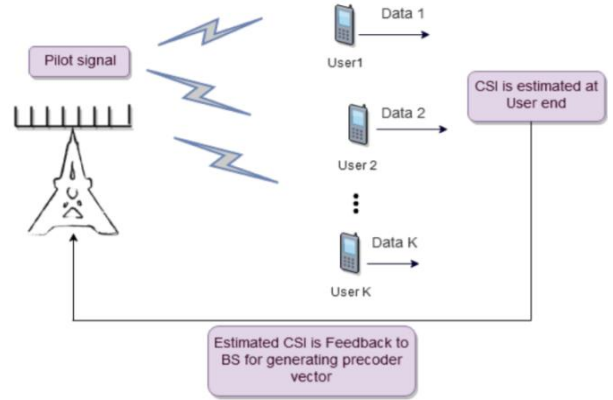 Data 1
Pilot signal
User1
CSI is estimated at
User end
Data 2
User 2
Data K
User K
Estimated CSI is Feedback to
BS for generating precoder
vector